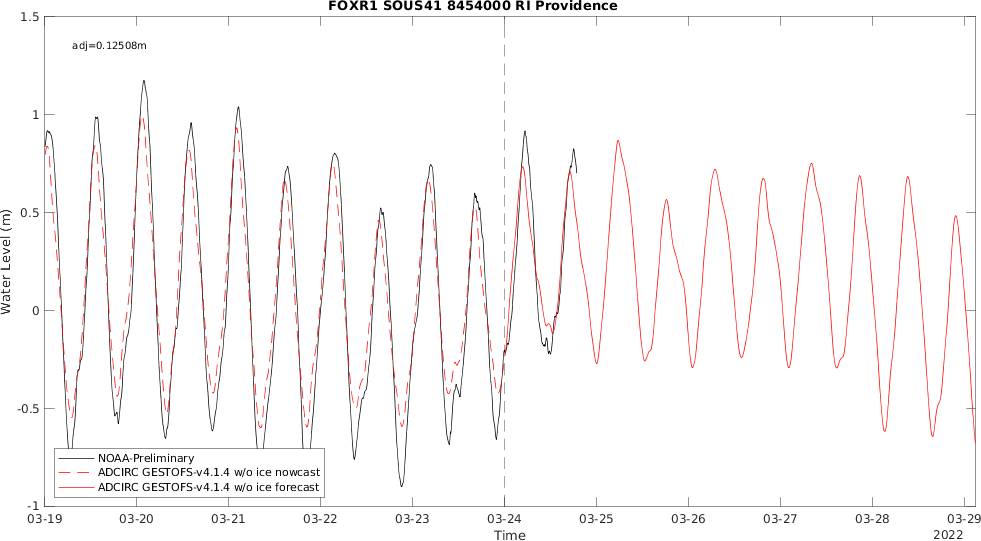 FOXR1 SOUS41 8454000 RI Providence
adj=0.12508m
1.5
1
0.5
0
-0.5
-1
Water Level (m)
NOAA-Preliminary
ADCIRC GESTOFS-v4.1.4 w/o ice nowcast
ADCIRC GESTOFS-v4.1.4 w/o ice forecast
03-19 03-20 03-21 03-22 03-23 03-24 03-25 03-26 03-27 03-28 03-29
2022
Time